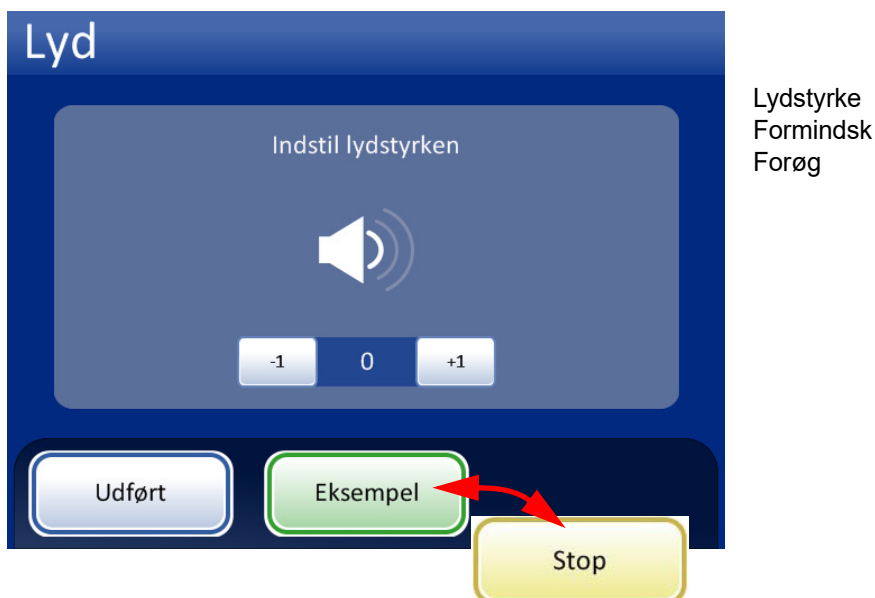 Lyd
Indstil lydstyrken
-1 0 +1
Udført Eksempel
Stop
Lydstyrke
Formindsk
Forøg